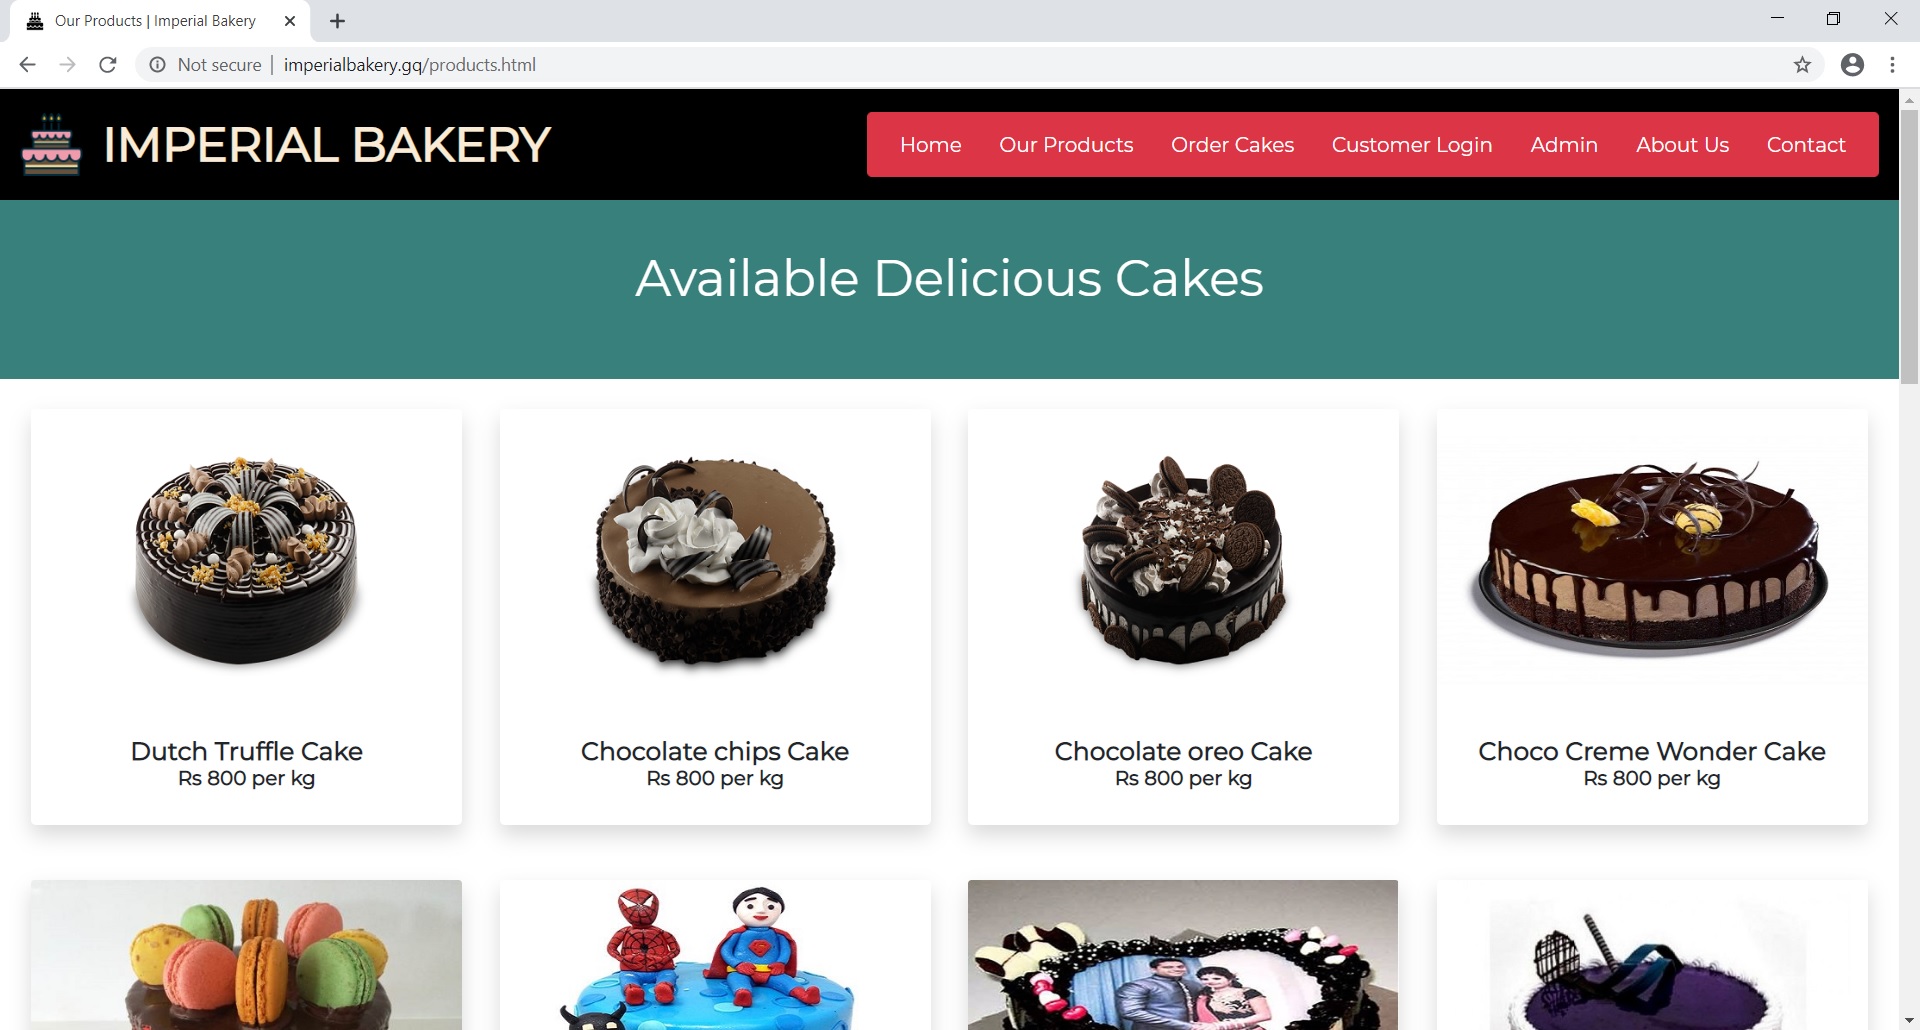 Our Products | Imperial Bakery
Not secure | imperialbakery.gq/products.html
IMPERIAL BAKERY
Home Our Products Order Cakes Customer Login Admin About Us Contact
Available Delicious Cakes
Dutch Truffle Cake Chocolate chips Cake Chocolate oreo Cake Choco Creme Wonder Cake
Rs 800 per kg Rs 800 per kg Rs 800 per kg Rs 800 per kg